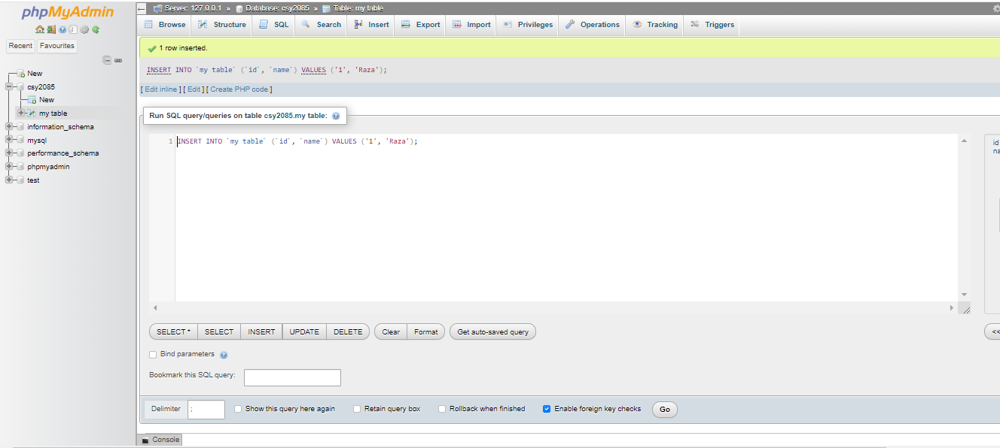 phpMyAdmin
Recent Favourites
New
csy2085
New
my table
information_schema
mysql
performance_schema
phpmyadmin
test
Server: 127.0.0.1 » Database: csy2085 » Table: my table
Browse Structure SQL Search Insert Export Import Privileges Operations Tracking Triggers
1 row inserted.
INSERT INTO `my table` (`id`, `name`) VALUES ('1', 'Raza');
[ Edit inline ] [ Edit ] [ Create PHP code ]
Run SQL query/queries on table csy2085.my table:
1 INSERT INTO `my table` (`id`, `name`) VALUES ('1', 'Raza');
id
na
SELECT * SELECT INSERT UPDATE DELETE Clear Format Get auto-saved query <<
Bind parameters
Bookmark this SQL query:
Delimiter ; Show this query here again Retain query box Rollback when finished Enable foreign key checks Go
Console